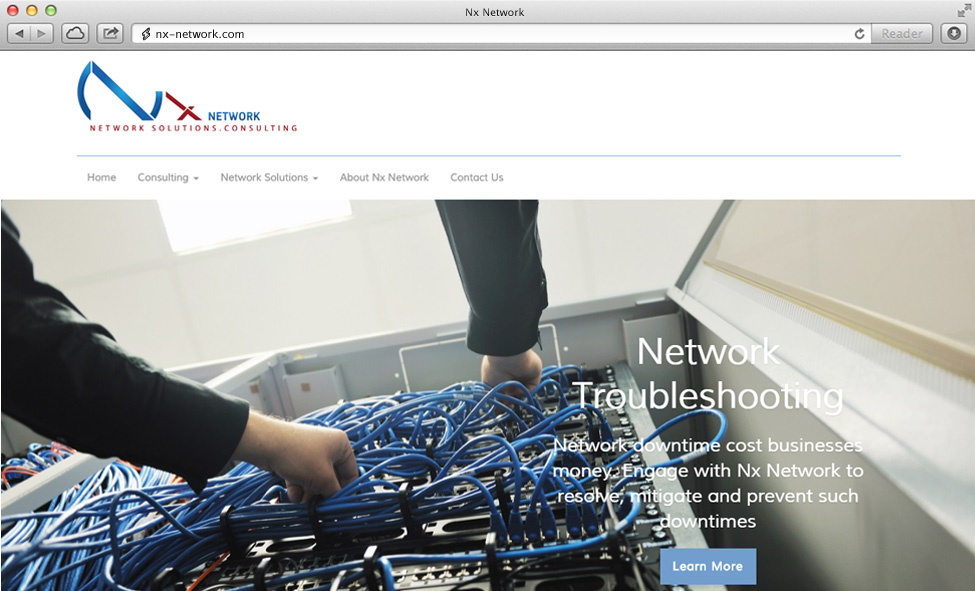 Nx Network
nx-network.com
Reader
Nx NETWORK
NETWORK SOLUTIONS.CONSULTING
Home Consulting Network Solutions About Nx Network Contact Us
Network
Troubleshooting
Network downtime cost businesses
money. Engage with Nx Network to
resolve, mitigate and prevent such
downtimes
Learn More